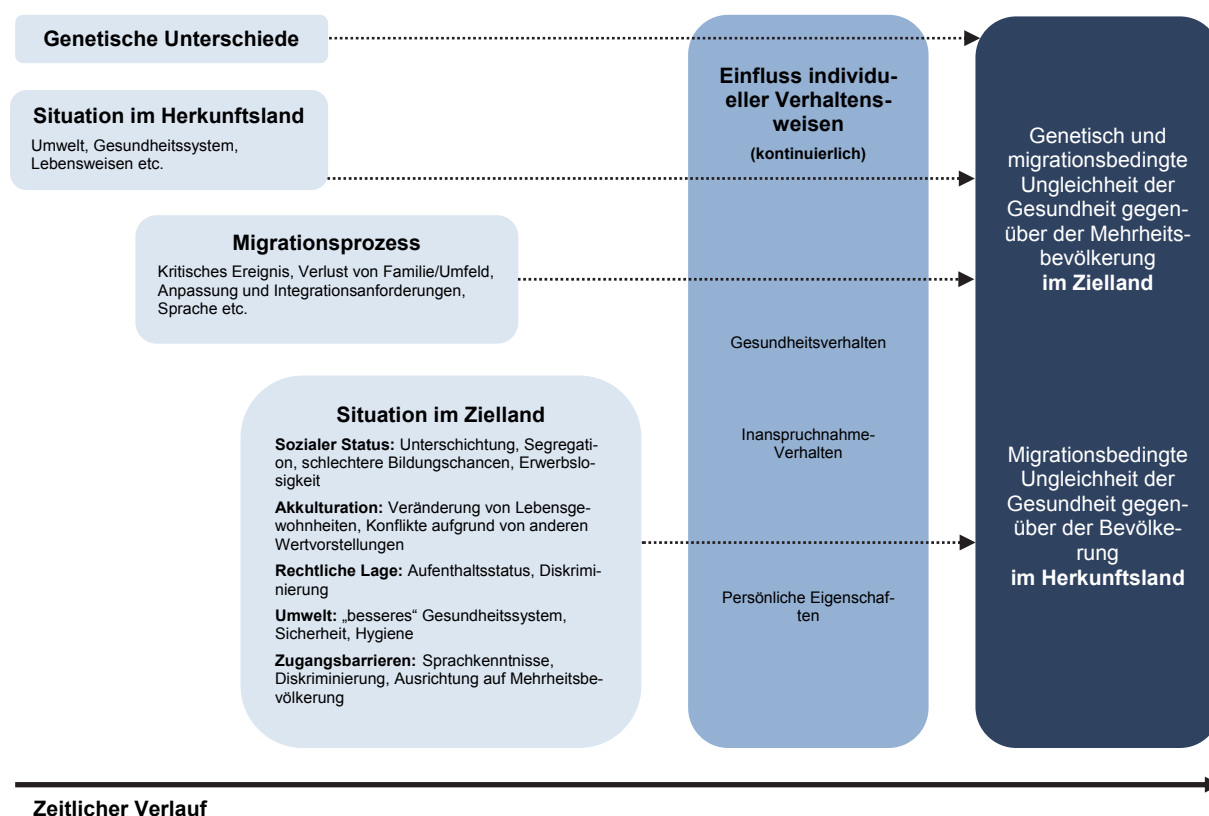 Genetische Unterschiede
Situation im Herkunftsland
Umwelt, Gesundheitssystem,
Lebensweisen etc.
Migrationsprozess
Kritisches Ereignis, Verlust von Familie/Umfeld,
Anpassung und Integrationsanforderungen,
Sprache etc.
Situation im Zielland
Sozialer Status: Unterschichtung, Segregati-
on, schlechtere Bildungschancen, Erwerbslo-
sigkeit
Akkulturation: Veränderung von Lebensge-
wohnheiten, Konflikte aufgrund von anderen
Wertvorstellungen
Rechtliche Lage: Aufenthaltsstatus, Diskrimi-
nierung
Umwelt: „besseres“ Gesundheitssystem,
Sicherheit, Hygiene
Zugangsbarrieren: Sprachkenntnisse,
Diskriminierung, Ausrichtung auf Mehrheitsbe-
völkerung
Einfluss individu-
eller Verhaltens-
weisen
(kontinuierlich)
Gesundheitsverhalten
Inanspruchnahme-
Verhalten
Persönliche Eigenschaf-
ten
Genetisch und
migrationsbedingte
Ungleichheit der
Gesundheit gegen-
über der Mehrheits-
bevölkerung
im Zielland
Migrationsbedingte
Ungleichheit der
Gesundheit gegen-
über der Bevölke-
rung
im Herkunftsland
Zeitlicher Verlauf